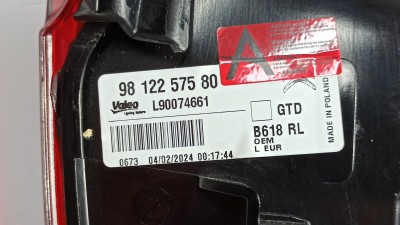 A
98 122 575 80
Valeo
Lighting Systems
L90074661
GTD
B618 RL
OEM
L EUR
MADE IN POLAND
0673 04/02/2024 00:17:44